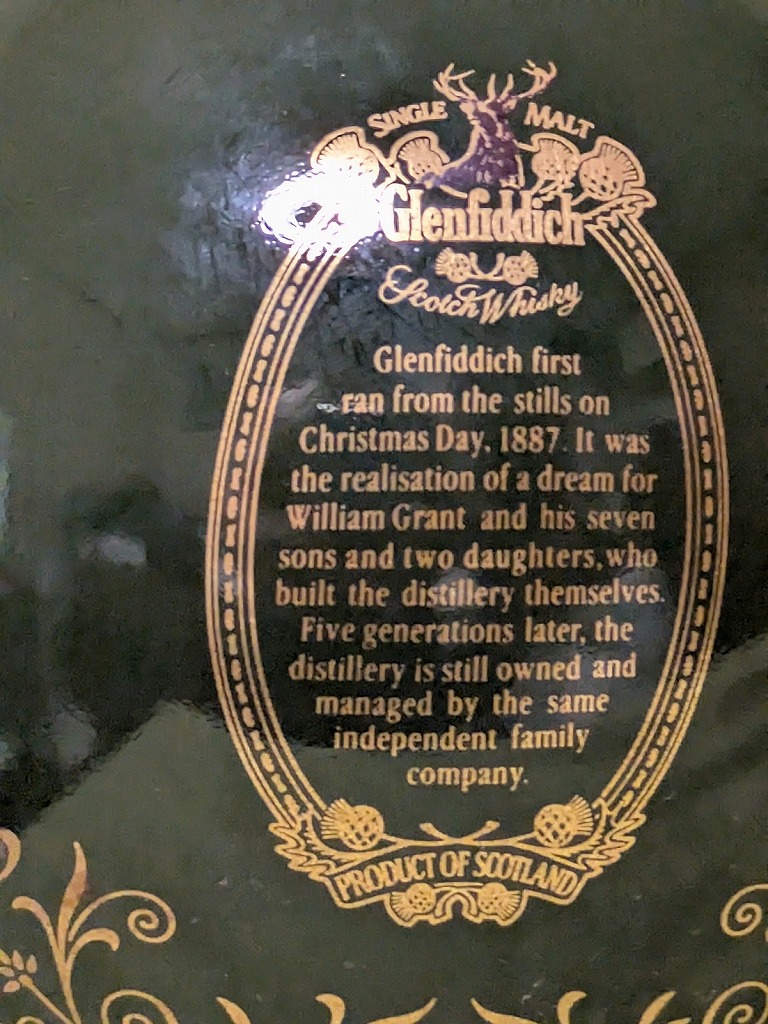 SINGLE MALT
Glenfiddich
Scotch Whisky
Glenfiddich first
ran from the stills on
Christmas Day, 1887. It was
the realisation of a dream for
William Grant and his seven
sons and two daughters, who
built the distillery themselves.
Five generations later, the
distillery is still owned and
managed by the same
independent family
company.
PRODUCT OF SCOTLAND